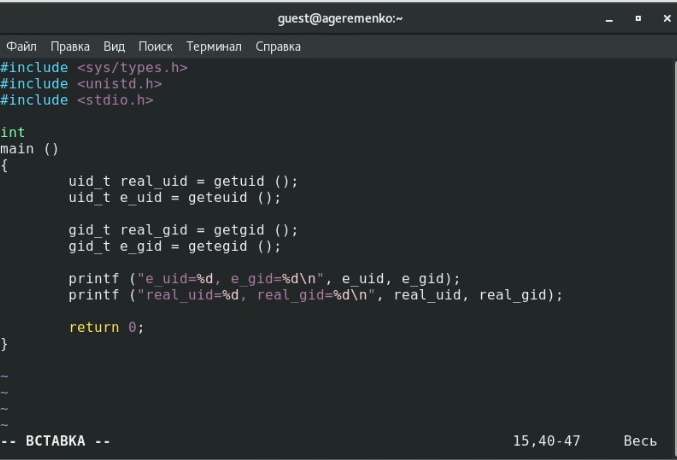 guest@ageremenko:~
Файл Правка Вид Поиск Терминал Справка
#include <sys/types.h>
#include <unistd.h>
#include <stdio.h>
int
main ()
{
uid_t real_uid = getuid ();
uid_t e_uid = geteuid ();
gid_t real_gid = getgid ();
gid_t e_gid = getegid ();
printf ("e_uid=%d, e_gid=%d\n", e_uid, e_gid);
printf ("real_uid=%d, real_gid=%d\n", real_uid, real_gid);
return 0;
}
~
~
~
~
-- ВСТАВКА -- 15,40-47 Весь